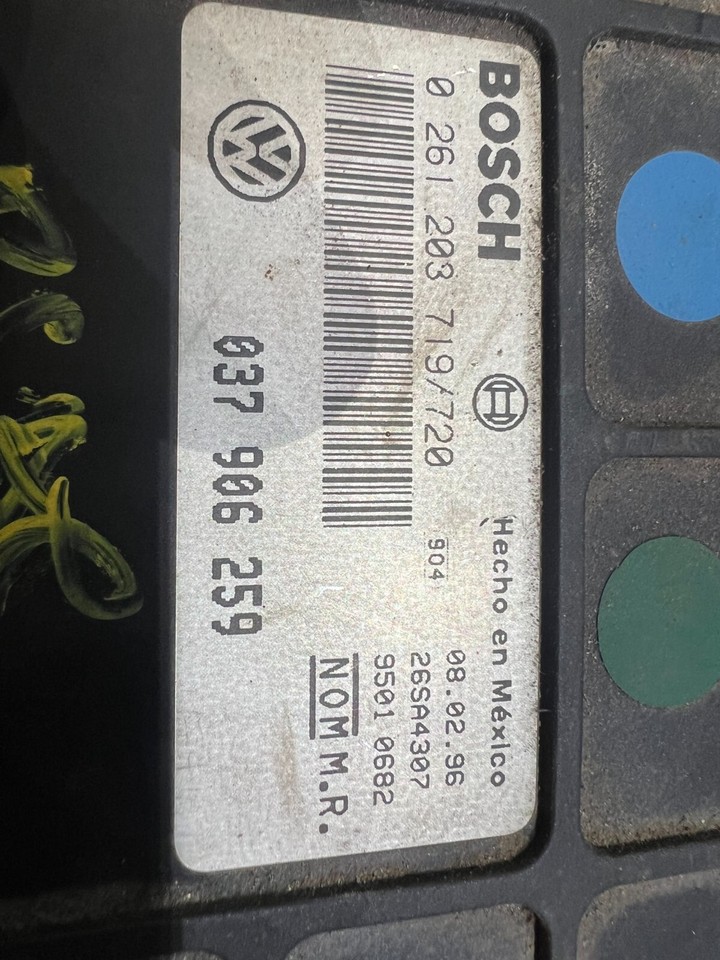 BOSCH
Hecho en México
0 261 203 719/720
904
08.02.96
26SA4307
9501 0682
NOM M.R.
037 906 259